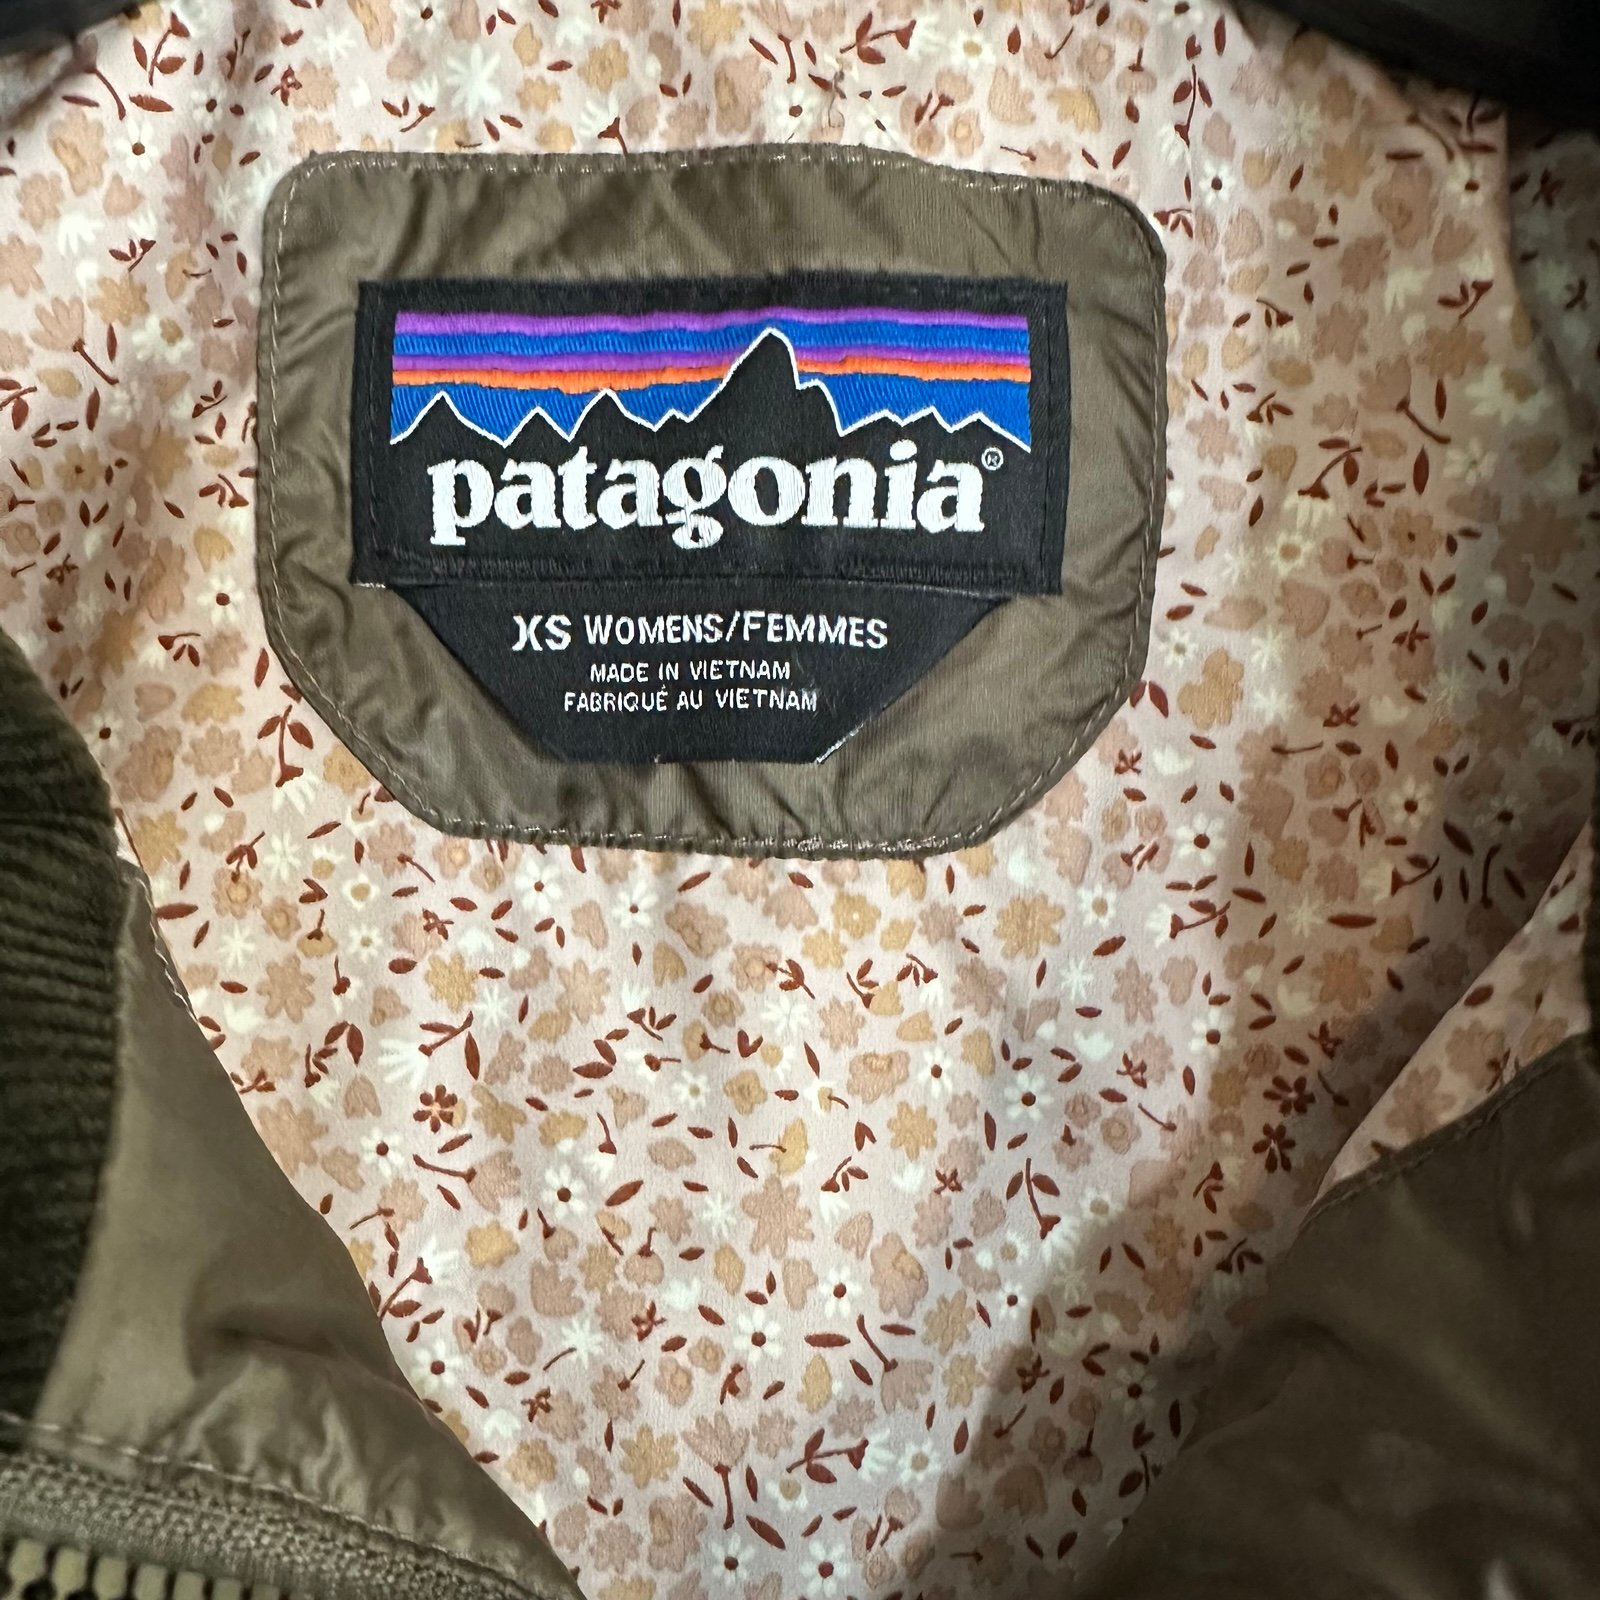 patagonia®
XS WOMENS/FEMMES
MADE IN VIETNAM
FABRIQUÉ AU VIETNAM